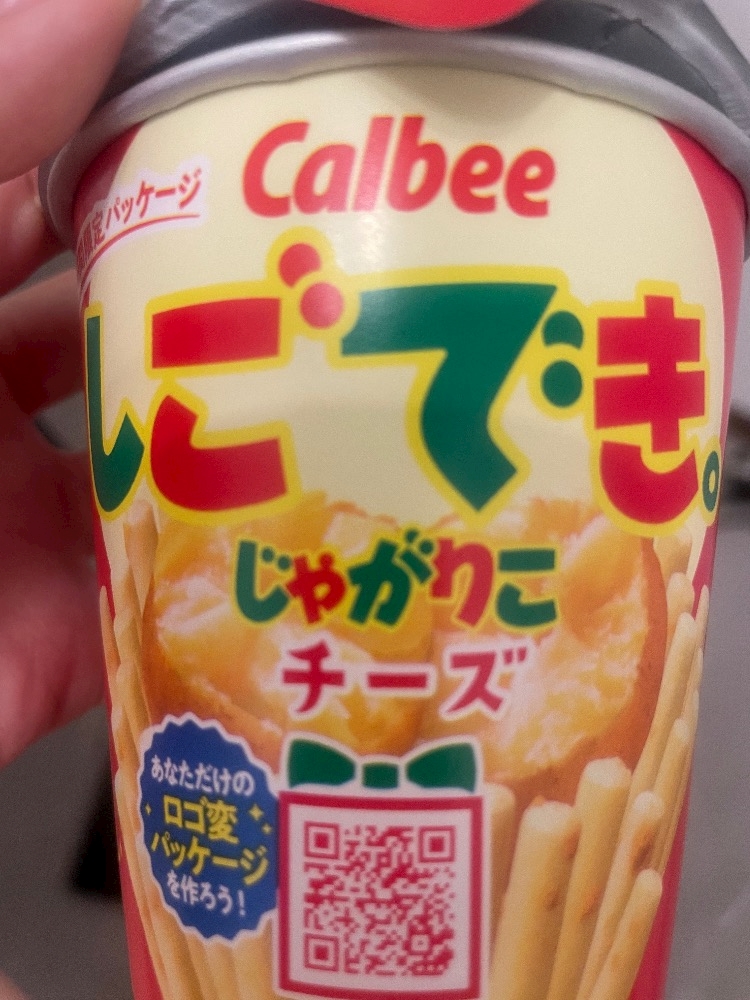 Calbee
限定パッケージ
しごでき。
じゃがりこ
チーズ
あなただけの
ロゴ変
パッケージ
を作ろう!